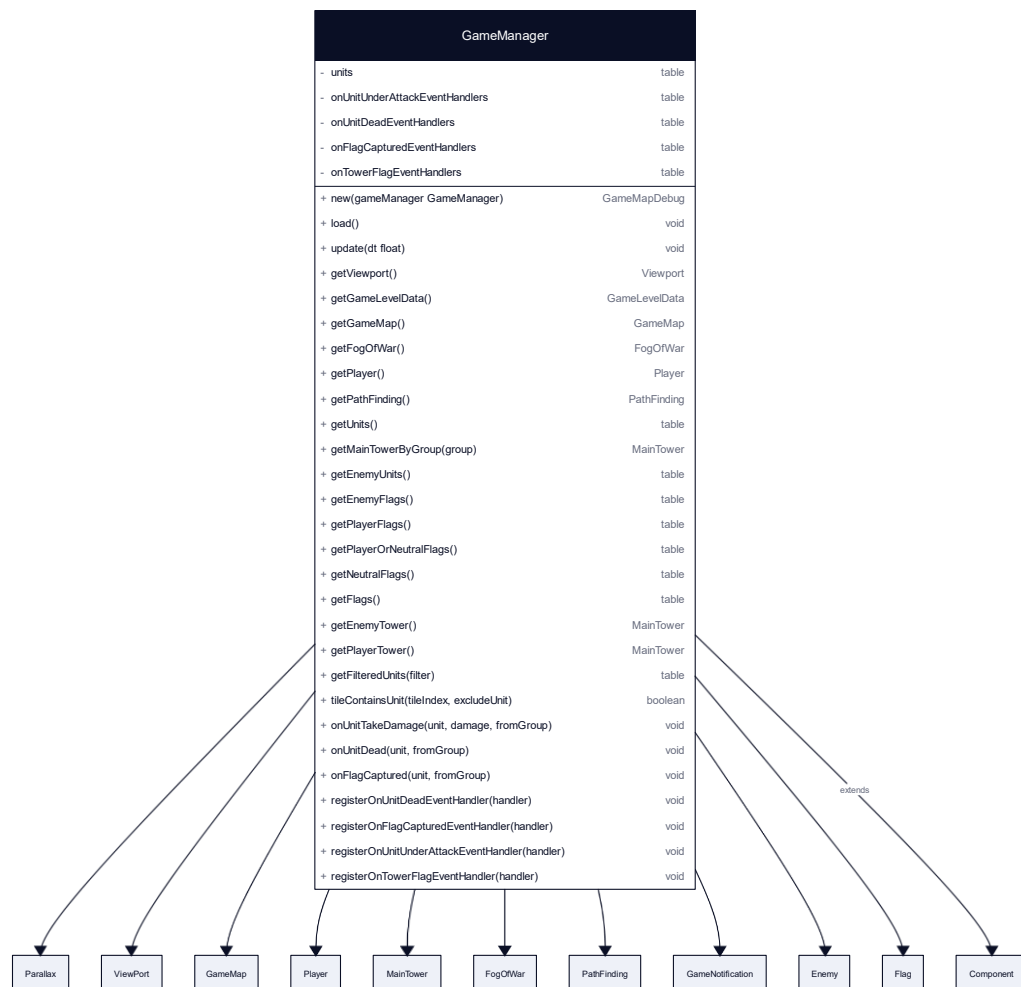 GameManager
- units table
- onUnitUnderAttackEventHandlers table
- onUnitDeadEventHandlers table
- onFlagCapturedEventHandlers table
- onTowerFlagEventHandlers table
+ new(gameManager GameManager) GameMapDebug
+ load() void
+ update(dt float) void
+ getViewport() Viewport
+ getGameLevelData() GameLevelData
+ getGameMap() GameMap
+ getFogOfWar() FogOfWar
+ getPlayer() Player
+ getPathFinding() PathFinding
+ getUnits() table
+ getMainTowerByGroup(group) MainTower
+ getEnemyUnits() table
+ getEnemyFlags() table
+ getPlayerFlags() table
+ getPlayerOrNeutralFlags() table
+ getNeutralFlags() table
+ getFlags() table
+ getEnemyTower() MainTower
+ getPlayerTower() MainTower
+ getFilteredUnits(filter) table
+ tileContainsUnit(tileIndex, excludeUnit) boolean
+ onUnitTakeDamage(unit, damage, fromGroup) void
+ onUnitDead(unit, fromGroup) void
+ onFlagCaptured(unit, fromGroup) void
extends
+ registerOnUnitDeadEventHandler(handler) void
+ registerOnFlagCapturedEventHandler(handler) void
+ registerOnUnitUnderAttackEventHandler(handler) void
+ registerOnTowerFlagEventHandler(handler) void
Parallax ViewPort GameMap Player MainTower FogOfWar PathFinding GameNotification Enemy Flag Component